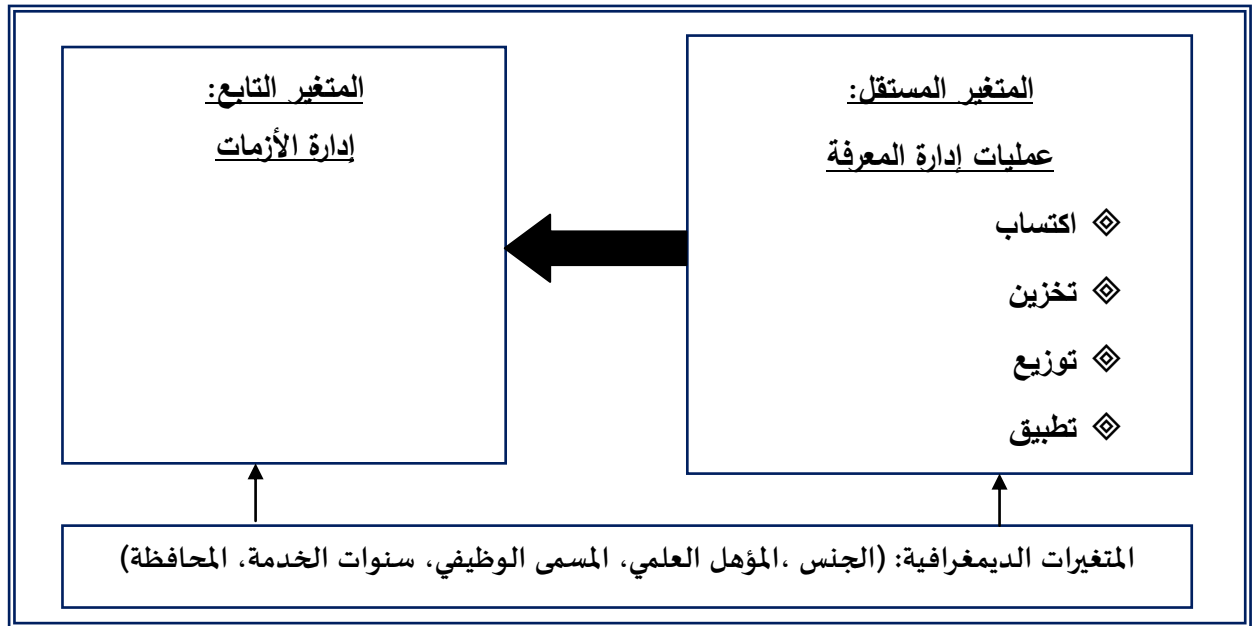 المتغير المستقل:
عمليات إدارة المعرفة
اكتساب
تخزين
توزيع
تطبيق
المتغير التابع:
إدارة الأزمات
المتغيرات الديمغرافية: (الجنس ،المؤهل العلمي، المسمى الوظيفي، سنوات الخدمة، المحافظة)